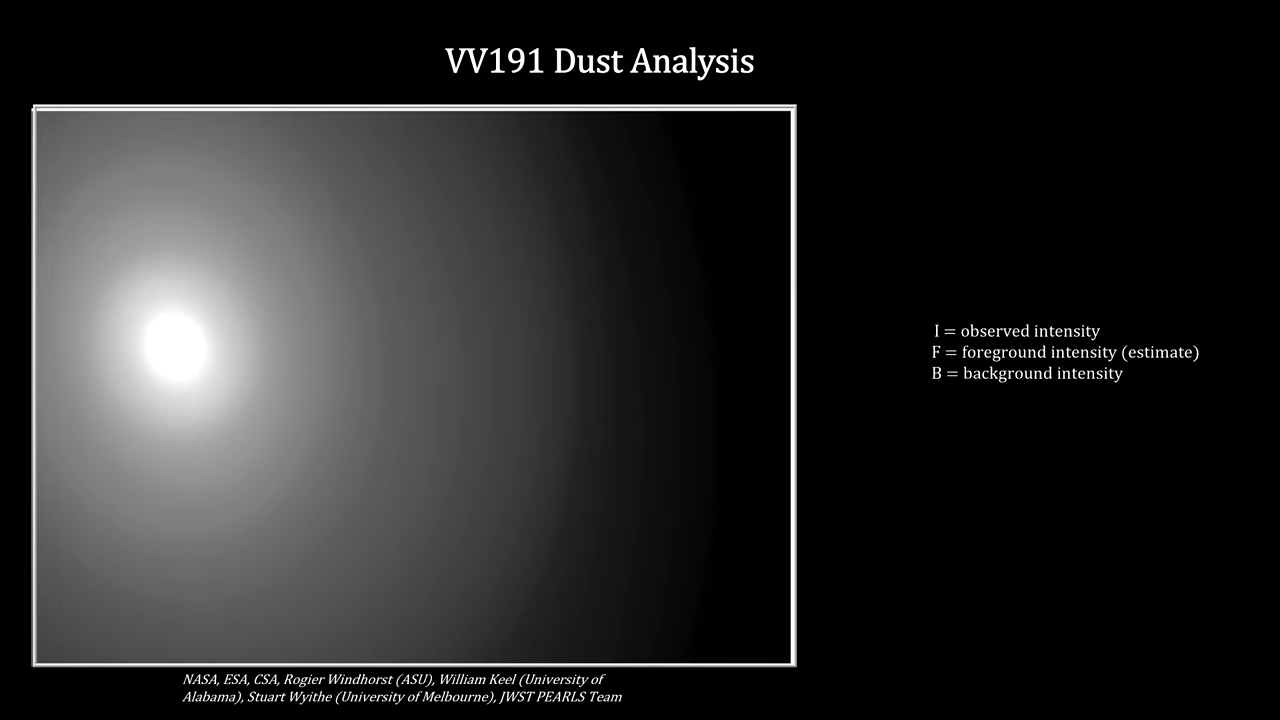 VV191 Dust Analysis
I = observed intensity
F = foreground intensity (estimate)
B = background intensity
NASA, ESA, CSA, Rogier Windhorst (ASU), William Keel (University of
Alabama), Stuart Wyithe (University of Melbourne), JWST PEARLS Team